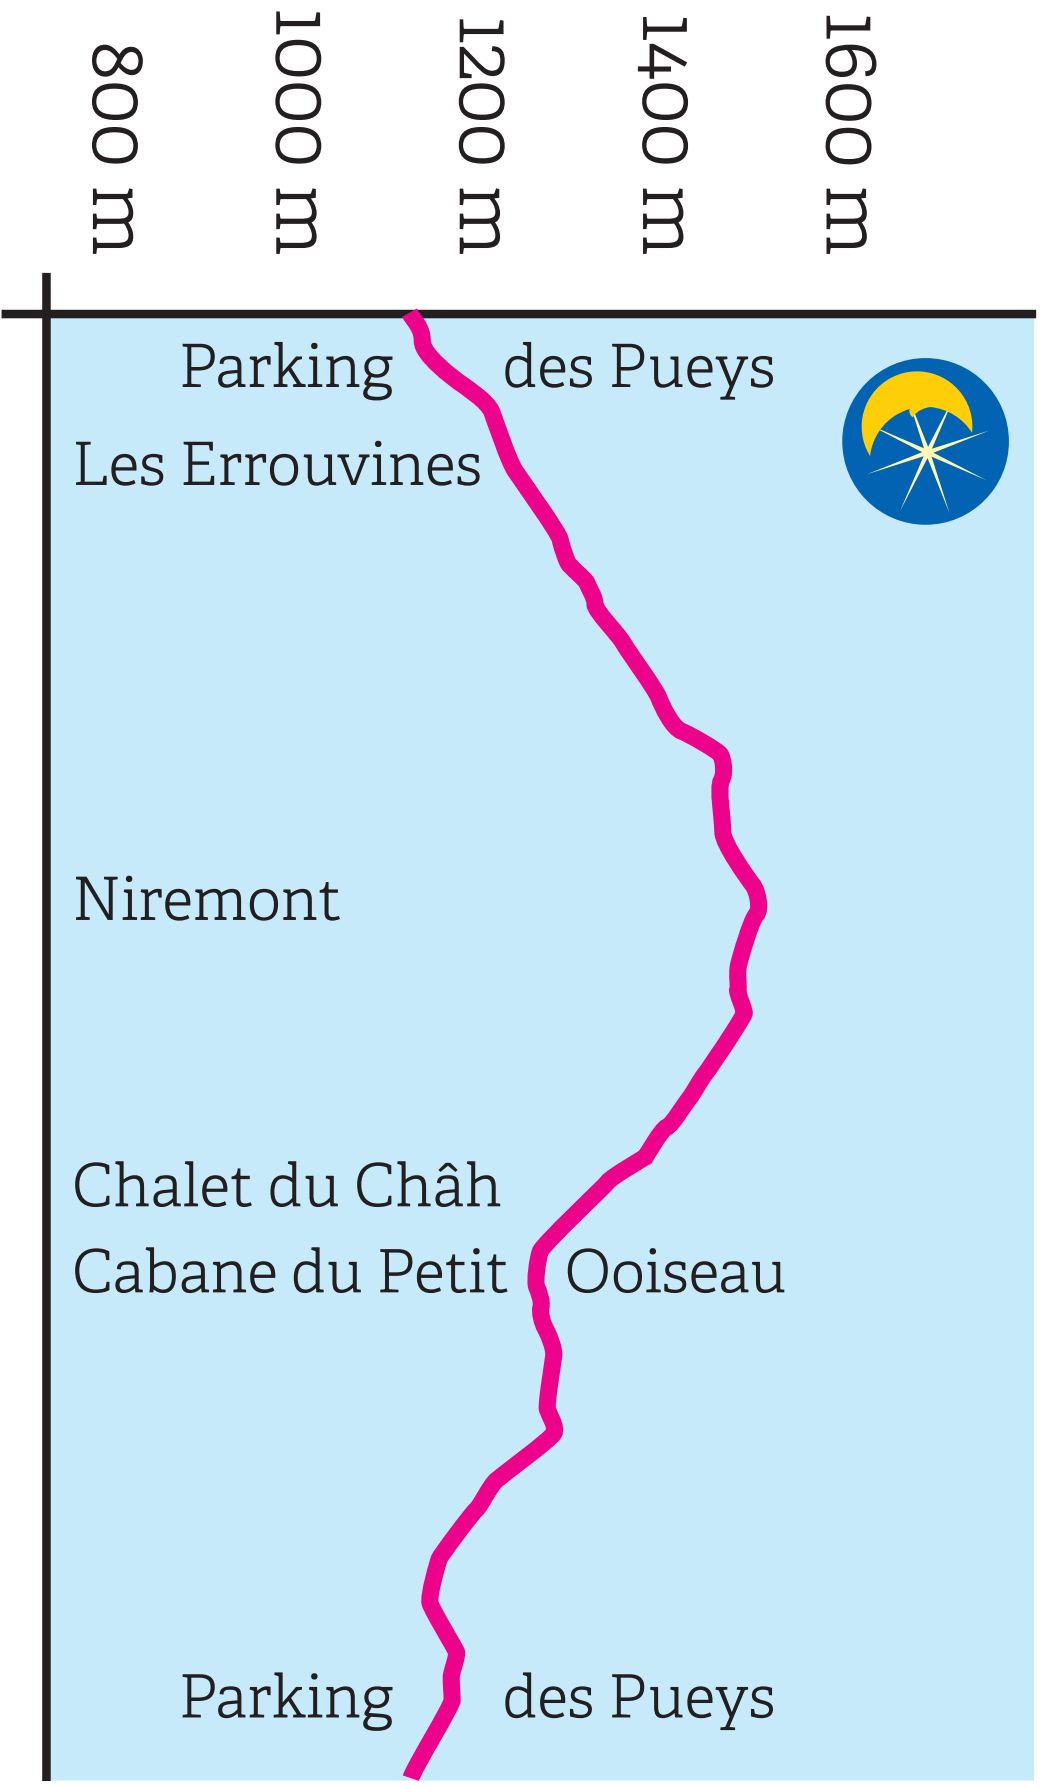 800 m
1000 m
1200 m
1400 m
1600 m
Parking des Pueys
Les Errouvines
Niremont
Chalet du Châh
Cabane du Petit Ooiseau
Parking des Pueys